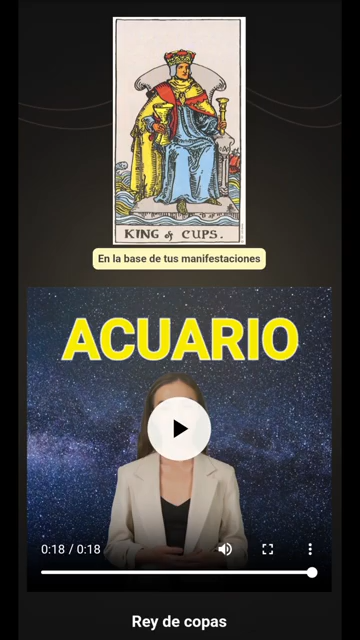 KING of CUPS.
En la base de tus manifestaciones
ACUARIO
0:18 / 0:18
Rey de copas